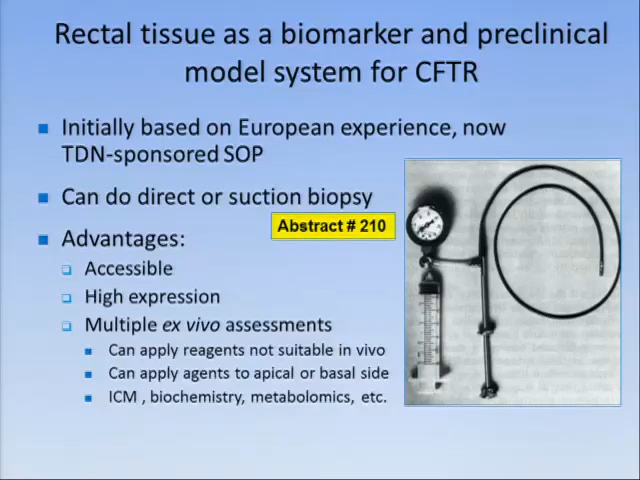 Rectal tissue as a biomarker and preclinical
model system for CFTR
Initially based on European experience, now
TDN-sponsored SOP
Can do direct or suction biopsy
Abstract # 210
Advantages:
Accessible
High expression
Multiple ex vivo assessments
Can apply reagents not suitable in vivo
Can apply agents to apical or basal side
ICM , biochemistry, metabolomics, etc.